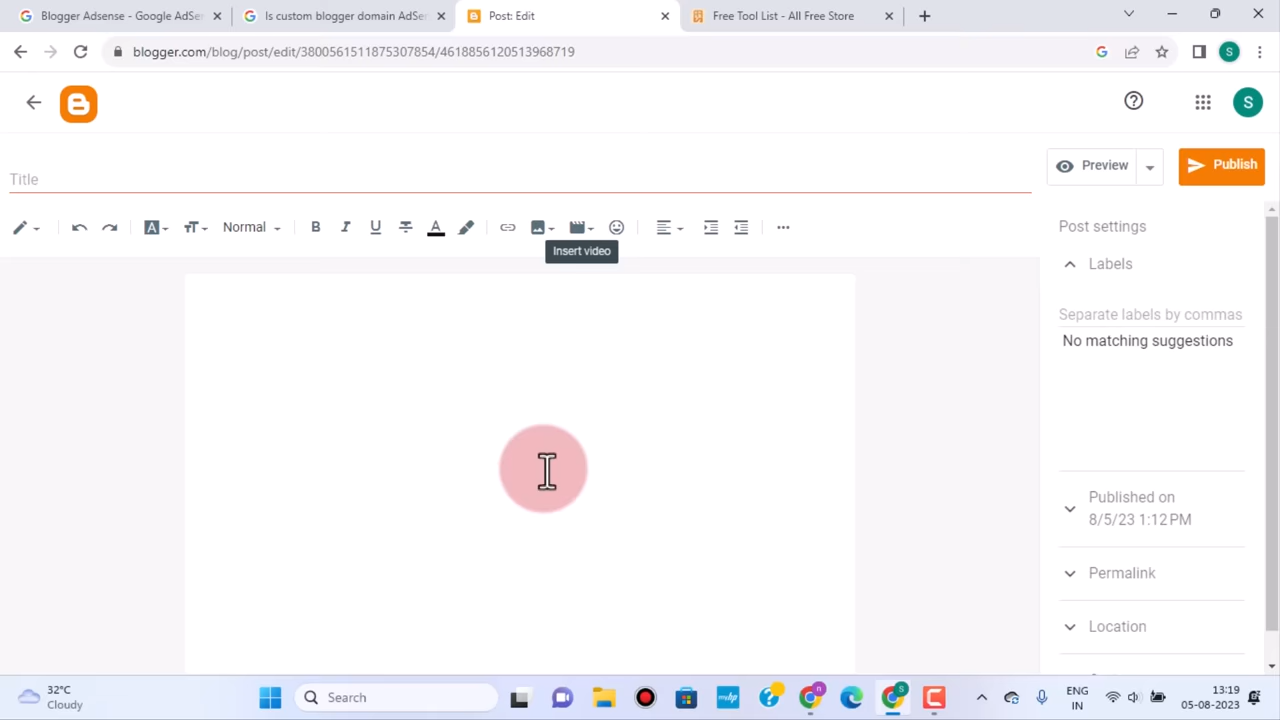 Blogger Adsense - Google AdSe
Is custom blogger domain AdSen
Post: Edit
Free Tool List - All Free Store
blogger.com/blog/post/edit/3800561511875307854/4618856120513968719
S
S
Title
Preview
Publish
Normal
B
I
U
A
Insert video
Post settings
Labels
Separate labels by commas
No matching suggestions
Published on
8/5/23 1:12 PM
Permalink
Location
32°C
Cloudy
Search
ENG
IN
13:19
05-08-2023